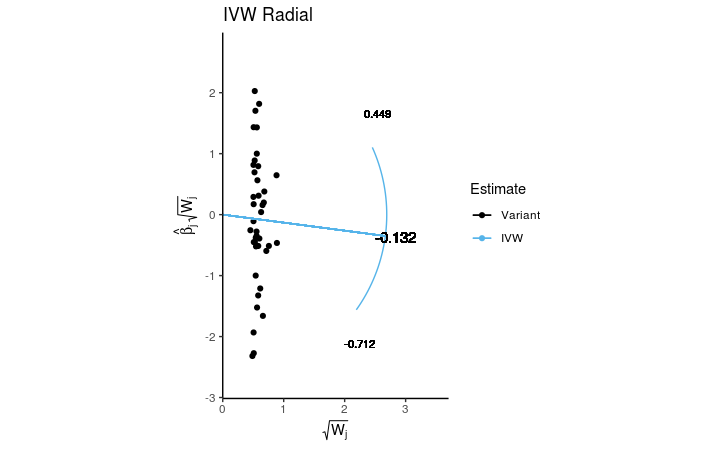 IVW Radial
β̂j√Wj
2
1
0
-1
-2
-3
0.449
-0.132
-0.712
0 1 2 3
√Wj
Estimate
Variant
IVW